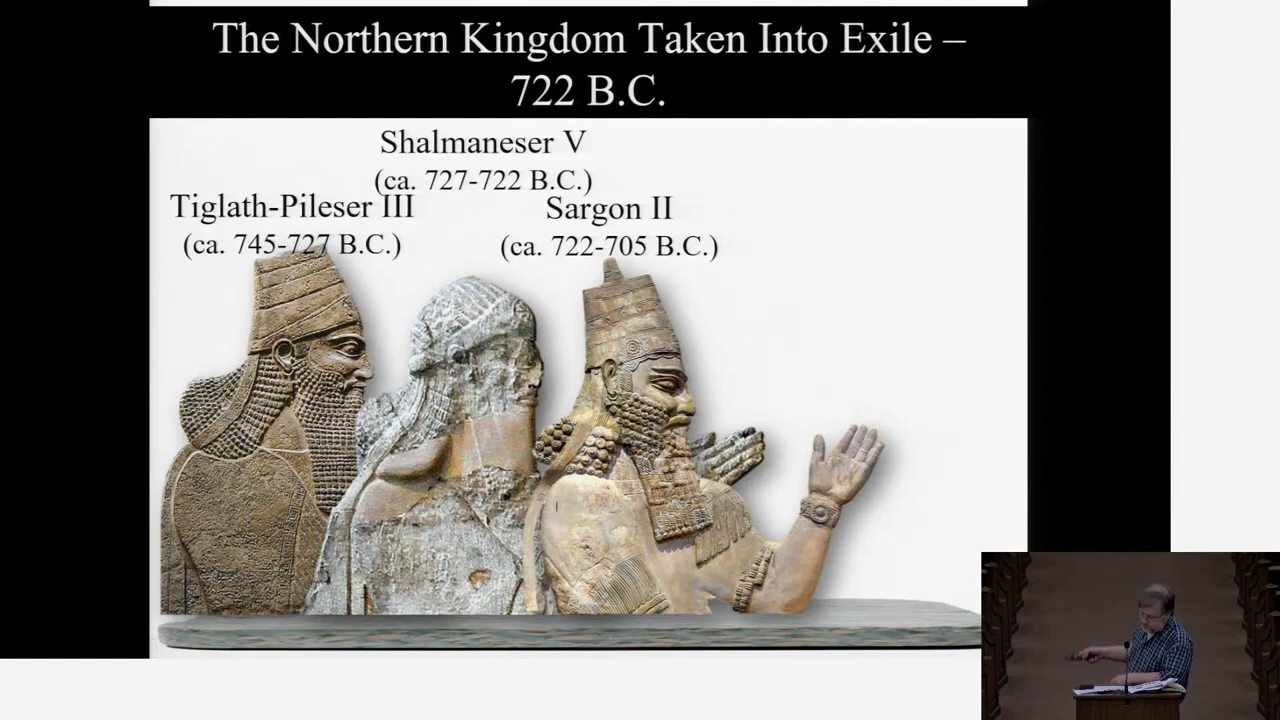 The Northern Kingdom Taken Into Exile –
722 B.C.
Shalmaneser V
(ca. 727-722 B.C.)
Tiglath-Pileser III
(ca. 745-727 B.C.)
Sargon II
(ca. 722-705 B.C.)